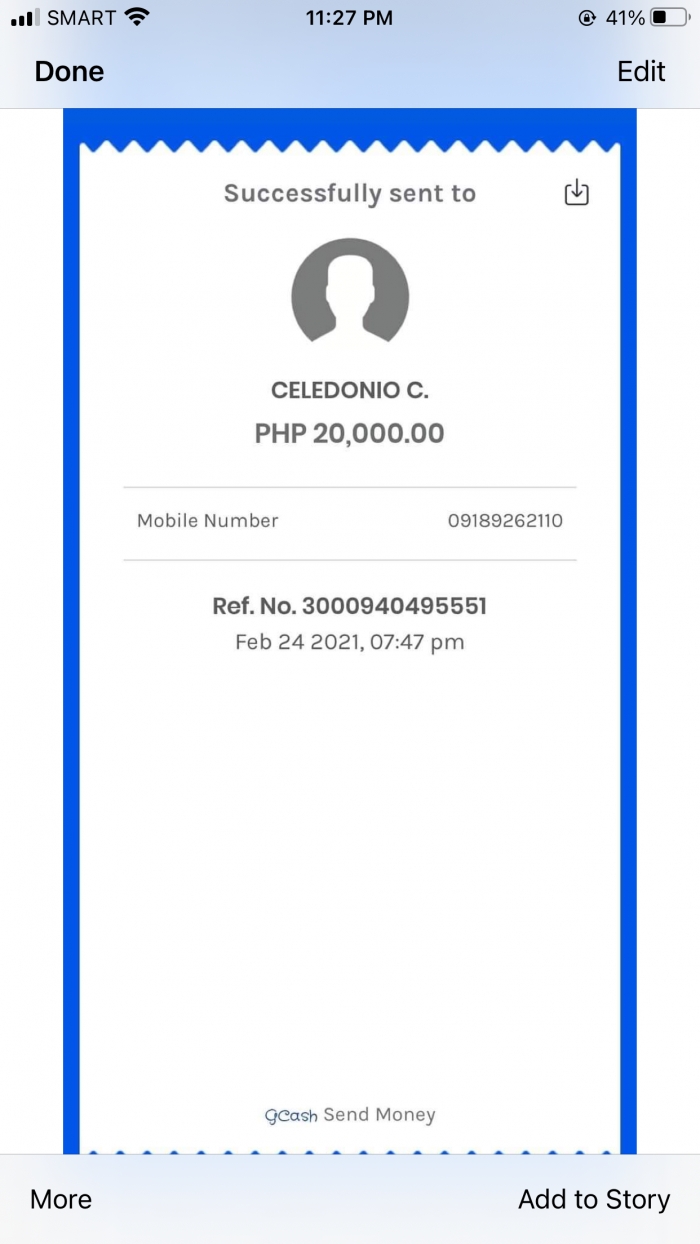 SMART 11:27 PM 41%
Done Edit
Successfully sent to
CELEDONIO C.
PHP 20,000.00
Mobile Number 09189262110
Ref. No. 3000940495551
Feb 24 2021, 07:47 pm
GCash Send Money
More Add to Story